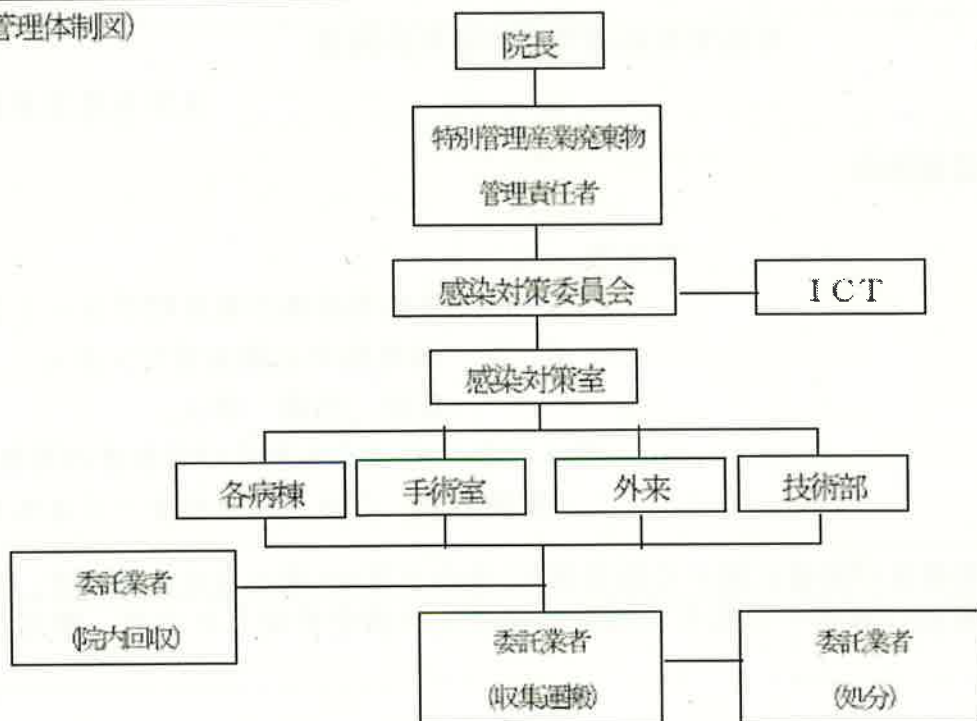 管理体制図)
院長
特別管理産業廃棄物
管理責任者
感染対策委員会
ICT
感染対策室
各病棟
手術室
外来
技術部
委託業者
(院内回収)
委託業者
(収集運搬)
委託業者
(処分)